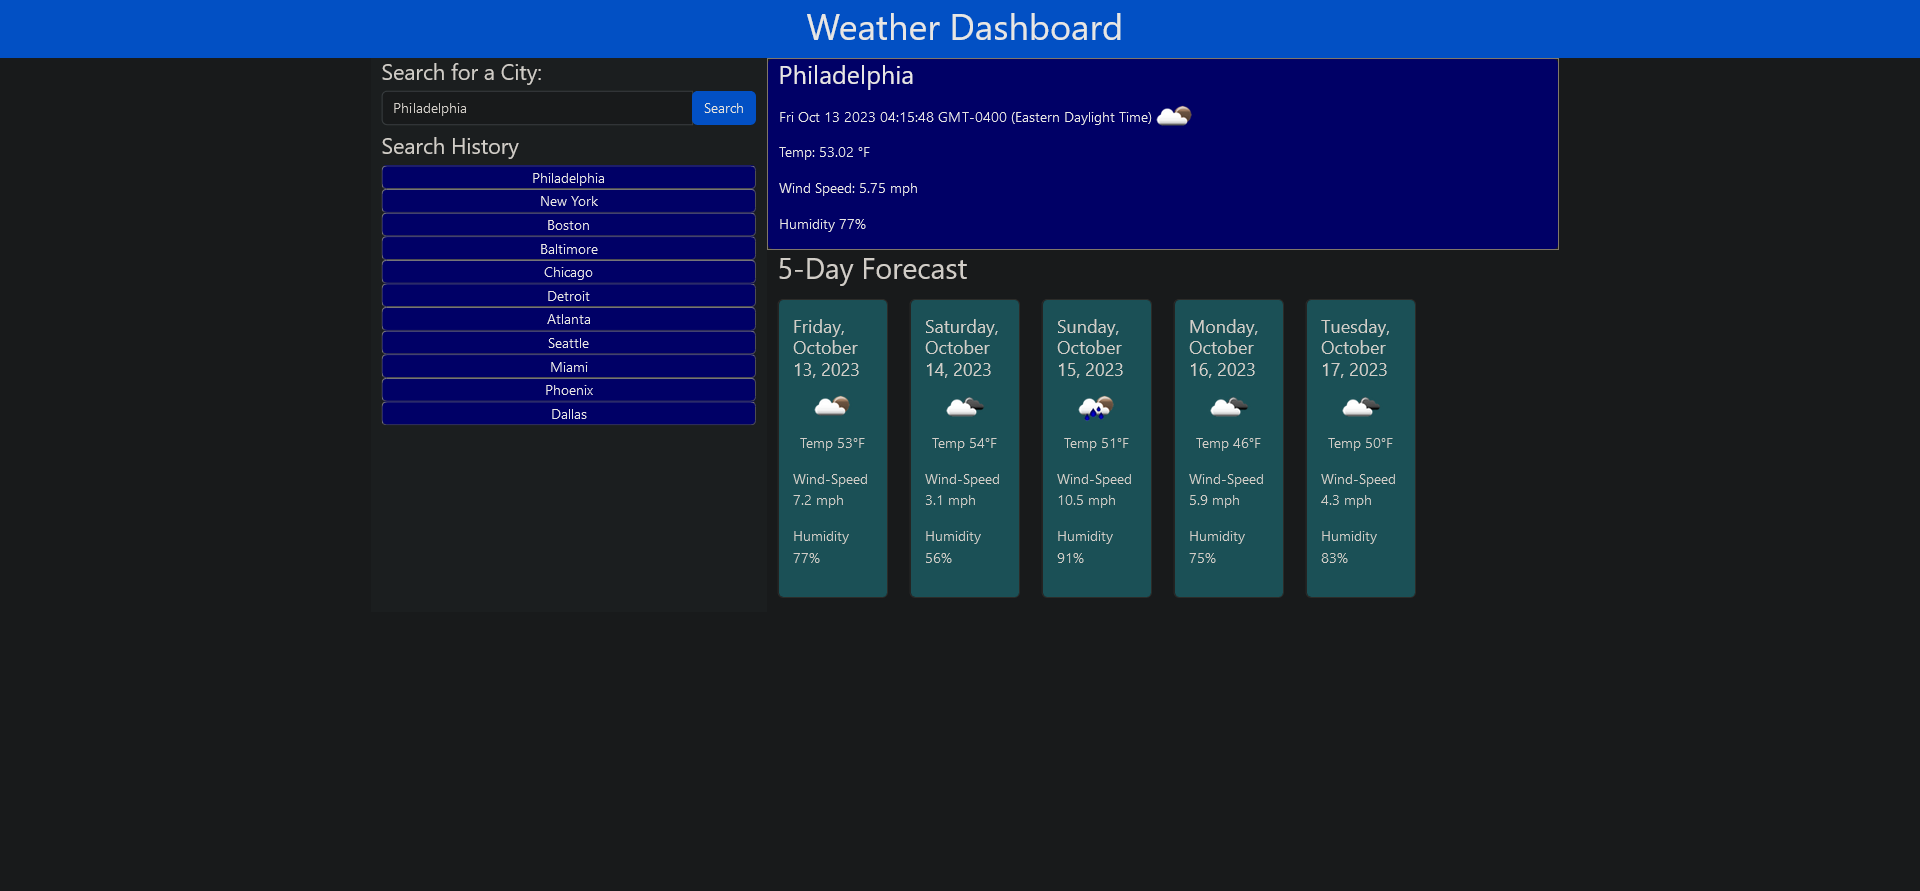 Weather Dashboard
Search for a City:
Philadelphia
Search
Search History
Philadelphia
New York
Boston
Baltimore
Chicago
Detroit
Atlanta
Seattle
Miami
Phoenix
Dallas
Philadelphia
Fri Oct 13 2023 04:15:48 GMT-0400 (Eastern Daylight Time)
Temp: 53.02 °F
Wind Speed: 5.75 mph
Humidity 77%
5-Day Forecast
Friday,
October
13, 2023
Temp 53°F
Wind-Speed
7.2 mph
Humidity
77%
Saturday,
October
14, 2023
Temp 54°F
Wind-Speed
3.1 mph
Humidity
56%
Sunday,
October
15, 2023
Temp 51°F
Wind-Speed
10.5 mph
Humidity
91%
Monday,
October
16, 2023
Temp 46°F
Wind-Speed
5.9 mph
Humidity
75%
Tuesday,
October
17, 2023
Temp 50°F
Wind-Speed
4.3 mph
Humidity
83%